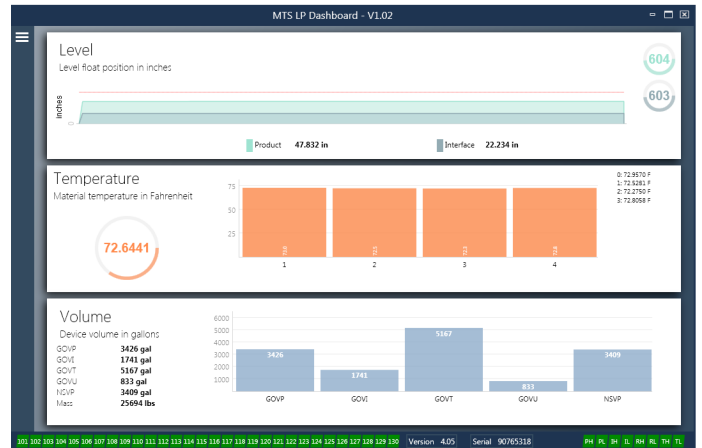 MTS LP Dashboard - V1.02
Level
Level float position in inches
604
603
inches
0
Product 47.832 in Interface 22.234 in
Temperature
Material temperature in Fahrenheit
72.6441
75
50
25
1 2 3 4
0: 72.9570 F
1: 72.5281 F
2: 72.2750 F
3: 72.8058 F
Volume
Device volume in gallons
GOVP 3426 gal
GOVI 1741 gal
GOVT 5167 gal
GOVU 833 gal
NSVP 3409 gal
Mass 25694 lbs
6000
5000
4000
3000
2000
1000
3426 1741 5167 833 3409
GOVP GOVI GOVT GOVU NSVP
101 102 103 104 105 106 107 108 109 110 111 112 113 114 115 116 117 118 119 120 121 122 123 124 125 126 127 128 129 130 Version 4.05 Serial 90765318 PH PL IH IL RH RL TH TL